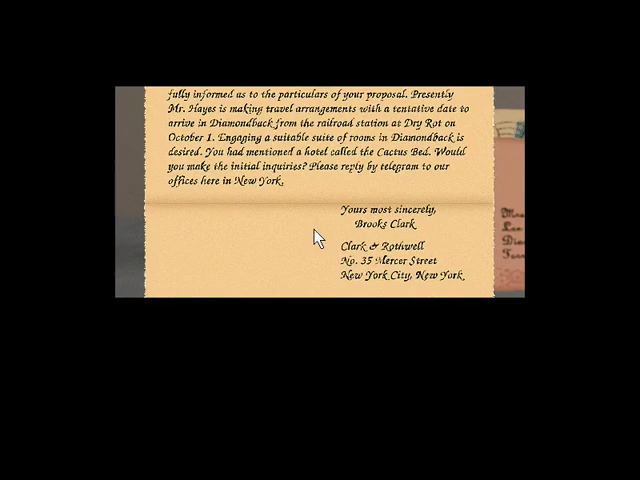 fully informed as to the particulars of your proposal. Presently
Mr. Hayes is making travel arrangements with a tentative date to
arrive in Diamondback from the railroad station at Dry Rot on
October 1. Engaging a suitable suite of rooms in Diamondback is
desired. You had mentioned a hotel called the Cactus Bed. Would
you make the initial inquiries? Please reply by telegram to our
offices here in New York.
Yours most sincerely,
Brooks Clark
Clark & Rothwell
No. 35 Mercer Street
New York City, New York.